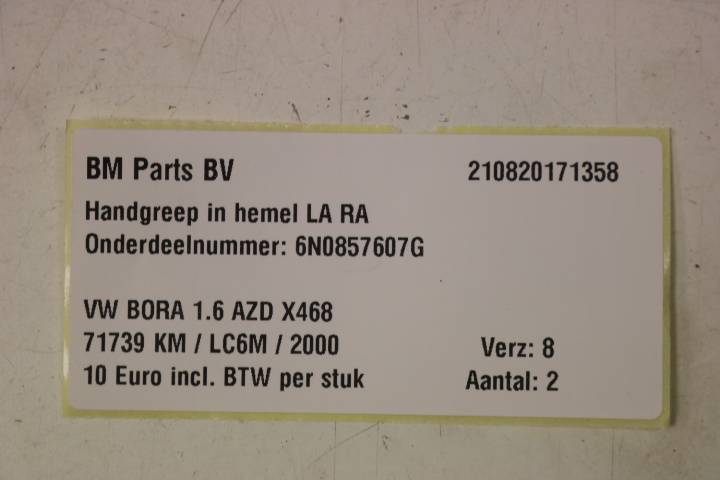 BM Parts BV 210820171358
Handgreep in hemel LA RA
Onderdeelnummer: 6N0857607G
VW BORA 1.6 AZD X468
71739 KM / LC6M / 2000 Verz: 8
10 Euro incl. BTW per stuk Aantal: 2